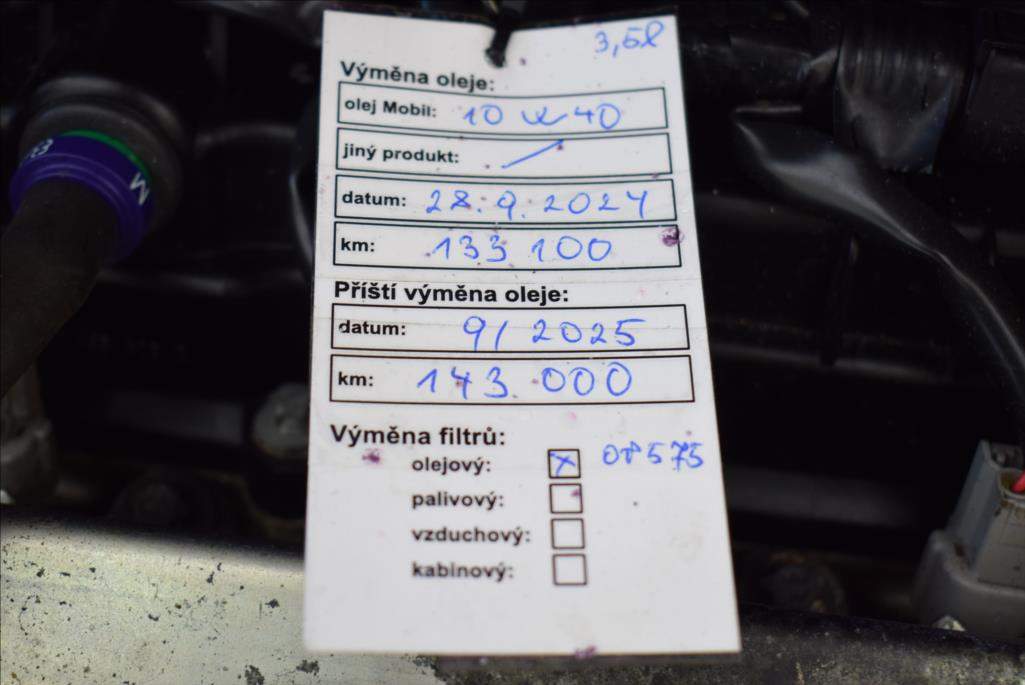 3,5l
Výměna oleje:
olej Mobil: 10 W 40
jiný produkt: /
datum: 28.9.2024
km: 133 100
Příští výměna oleje:
datum: 9/2025
km: 143.000
Výměna filtrů:
olejový: x OP575
palivový:
vzduchový:
kabinový:
M